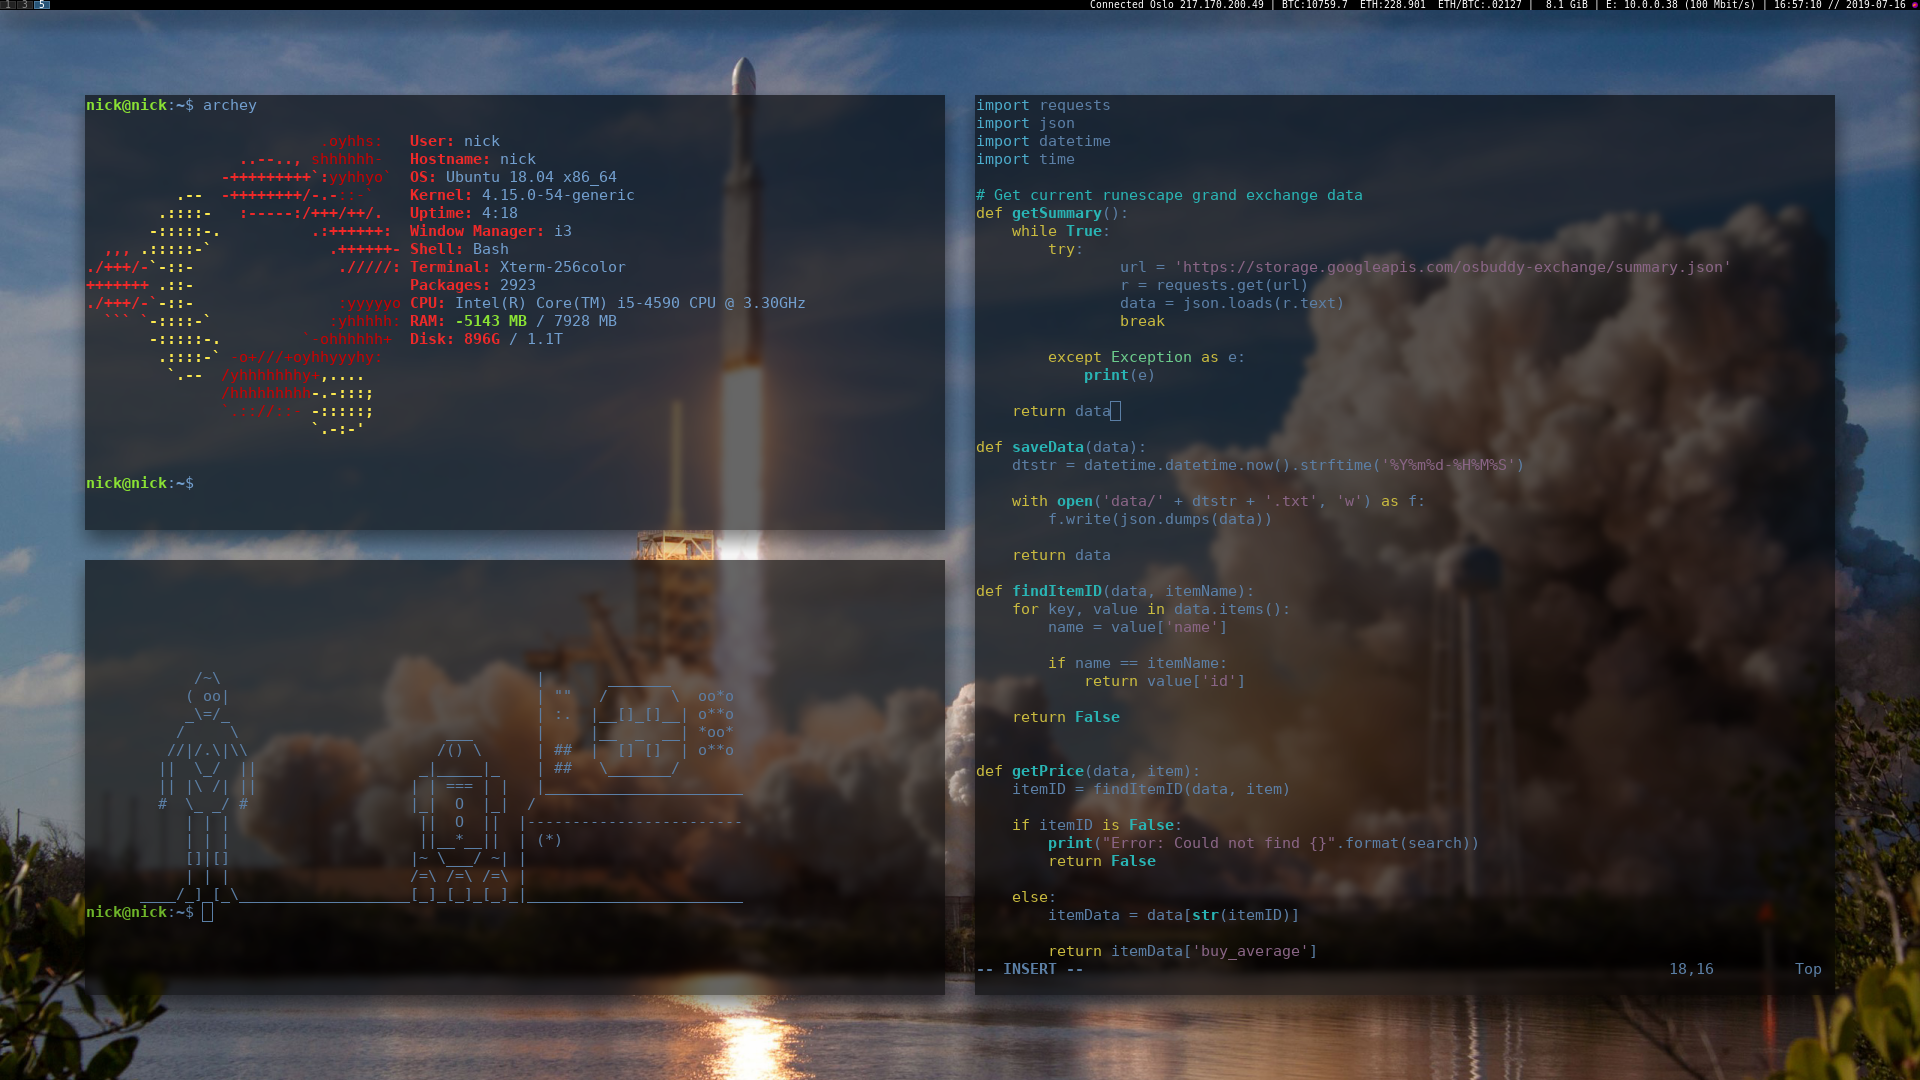 1 3 5
Connected Oslo 217.170.200.49 | BTC:10759.7  ETH:228.901  ETH/BTC:.02127 |  8.1 GiB | E: 10.0.0.38 (100 Mbit/s) | 16:57:10 // 2019-07-16
nick@nick:~$ archey
User: nick
Hostname: nick
OS: Ubuntu 18.04 x86_64
Kernel: 4.15.0-54-generic
Uptime: 4:18
Window Manager: i3
Shell: Bash
Terminal: Xterm-256color
Packages: 2923
CPU: Intel(R) Core(TM) i5-4590 CPU @ 3.30GHz
RAM: -5143 MB / 7928 MB
Disk: 896G / 1.1T
nick@nick:~$
nick@nick:~$
import requests
import json
import datetime
import time
# Get current runescape grand exchange data
def getSummary():
    while True:
        try:
                url = 'https://storage.googleapis.com/osbuddy-exchange/summary.json'
                r = requests.get(url)
                data = json.loads(r.text)
                break
        except Exception as e:
            print(e)
    return data
def saveData(data):
    dtstr = datetime.datetime.now().strftime('%Y%m%d-%H%M%S')
    with open('data/' + dtstr + '.txt', 'w') as f:
        f.write(json.dumps(data))
    return data
def findItemID(data, itemName):
    for key, value in data.items():
        name = value['name']
        if name == itemName:
            return value['id']
    return False
def getPrice(data, item):
    itemID = findItemID(data, item)
    if itemID is False:
        print("Error: Could not find {}".format(search))
        return False
    else:
        itemData = data[str(itemID)]
        return itemData['buy_average']
-- INSERT --
18,16
Top